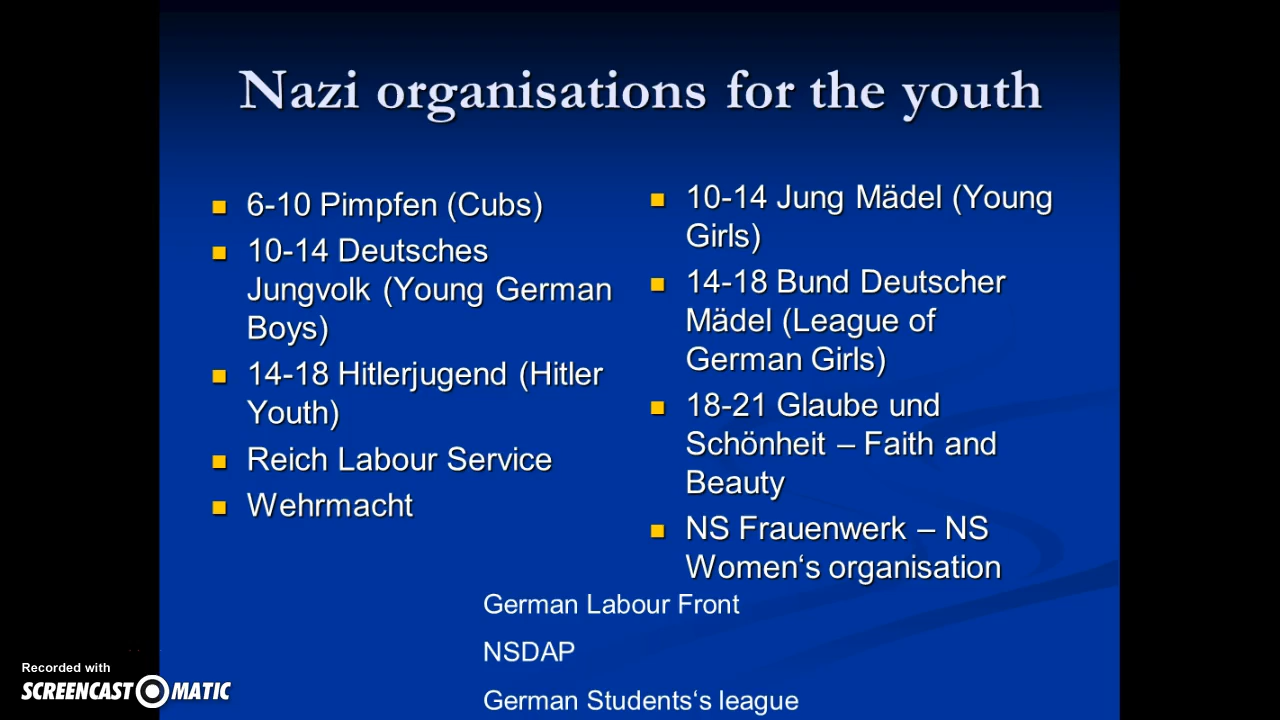 Nazi organisations for the youth
6-10 Pimpfen (Cubs)
10-14 Deutsches
Jungvolk (Young German
Boys)
14-18 Hitlerjugend (Hitler
Youth)
Reich Labour Service
Wehrmacht
10-14 Jung Mädel (Young
Girls)
14-18 Bund Deutscher
Mädel (League of
German Girls)
18-21 Glaube und
Schönheit – Faith and
Beauty
NS Frauenwerk – NS
Women‘s organisation
German Labour Front
NSDAP
German Students‘s league
Recorded with
SCREENCAST MATIC